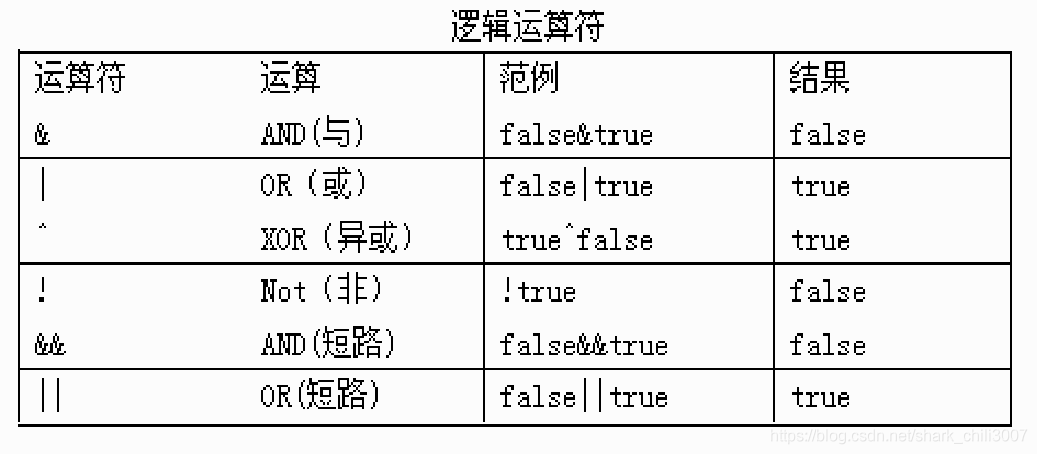 逻辑运算符
运算符 运算 范例 结果
& AND(与) false&true false
| OR (或) false|true true
^ XOR (异或) true^false true
! Not (非) !true false
&& AND(短路) false&&true false
|| OR(短路) false||true true
https://blog.csdn.net/shark_chili3007